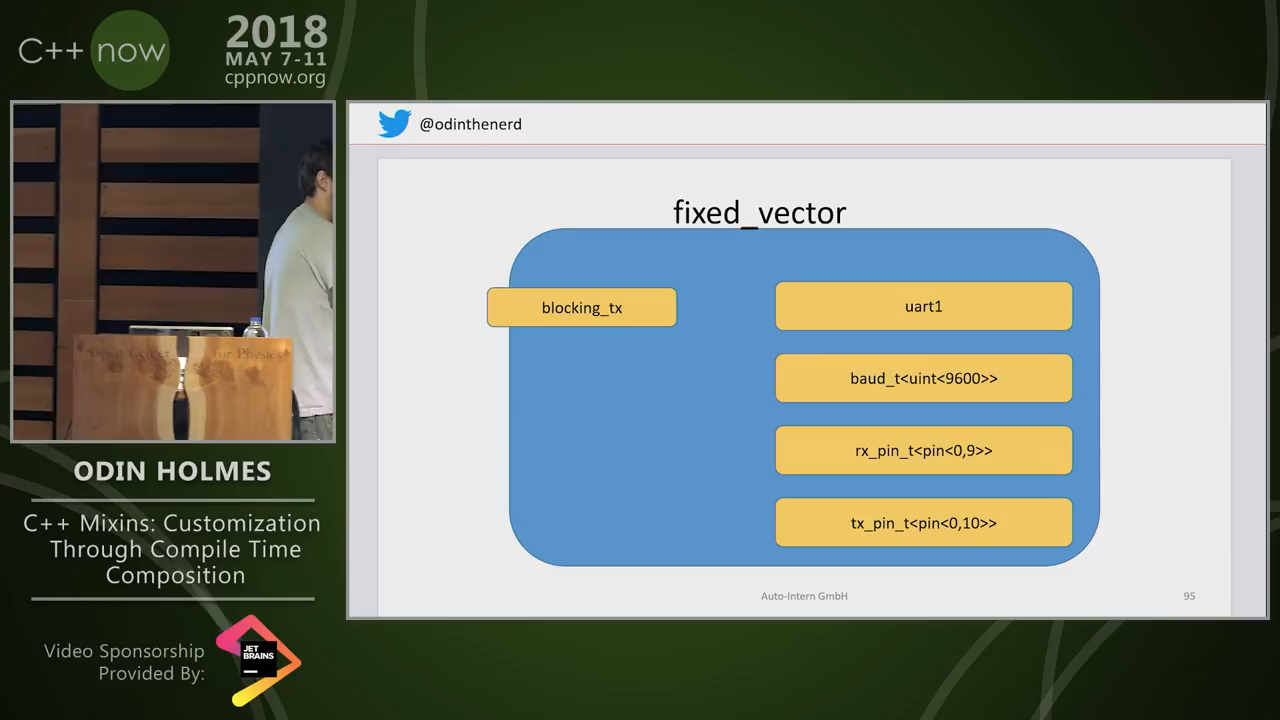 C++ now
2018
MAY 7-11
cppnow.org
@odinthenerd
fixed_vector
blocking_tx
uart1
baud_t<uint<9600>>
rx_pin_t<pin<0,9>>
tx_pin_t<pin<0,10>>
Auto-Intern GmbH
95
for Physics
ODIN HOLMES
C++ Mixins: Customization
Through Compile Time
Composition
Video Sponsorship
Provided By:
JET
BRAINS